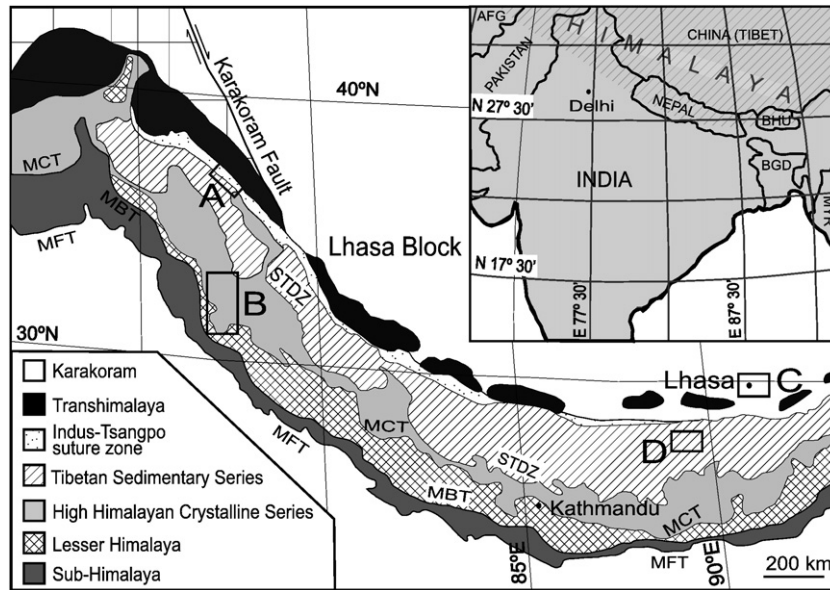 Karakoram Fault
40ºN
MCT
MBT
MFT
A
B
Lhasa Block
STDZ
30ºN
Lhasa
C
D
MCT
MFT
STDZ
MBT
Kathmandu
MCT
MFT
85ºE
90ºE
200 km
Karakoram
Transhimalaya
Indus-Tsangpo
suture zone
Tibetan Sedimentary Series
High Himalayan Crystalline Series
Lesser Himalaya
Sub-Himalaya
AFG
HIMALAYA
CHINA (TIBET)
PAKISTAN
Delhi
NEPAL
N 27º 30'
BHU
BGD
INDIA
N 17º 30'
E 77º 30'
E 87º 30'